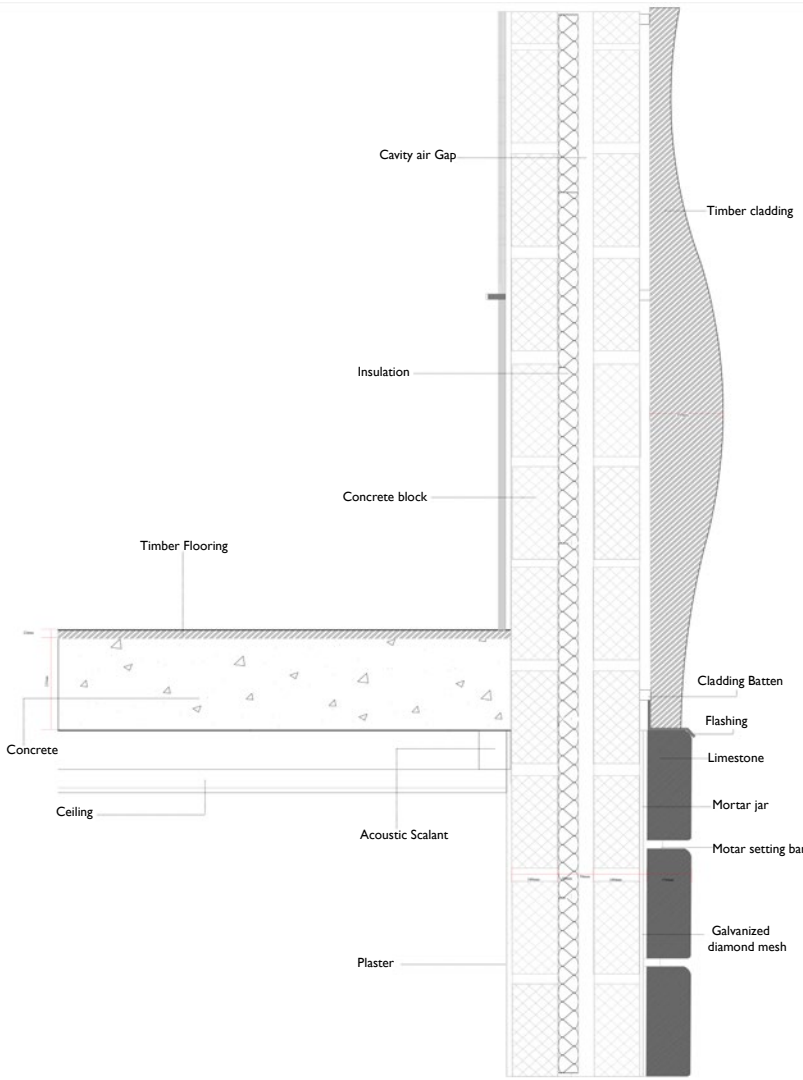 Cavity air Gap
Timber cladding
Insulation
Concrete block
Timber Flooring
Cladding Batten
Flashing
Concrete
Limestone
Mortar jar
Ceiling
Acoustic Scalant
Motar setting bar
Galvanized
diamond mesh
Plaster